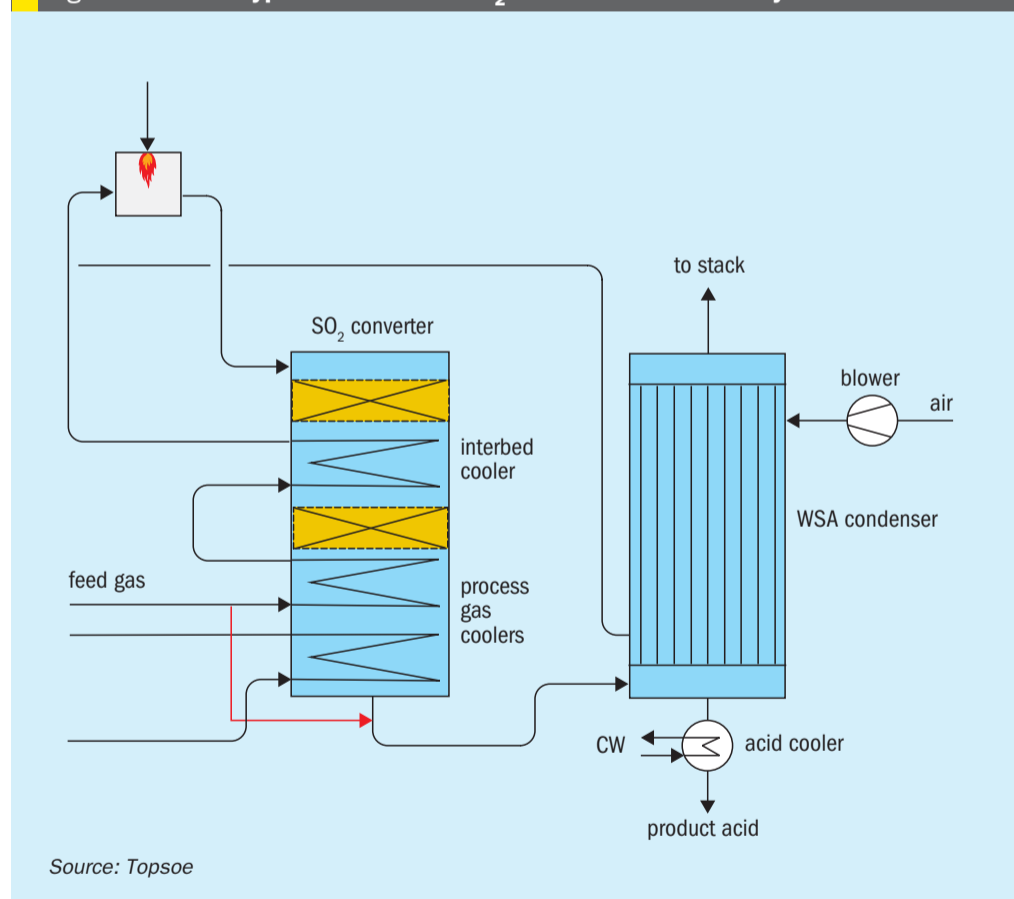 to stack
SO₂ converter
blower
air
interbed
cooler
WSA condenser
feed gas
process
gas
coolers
CW
acid cooler
product acid
Source: Topsoe